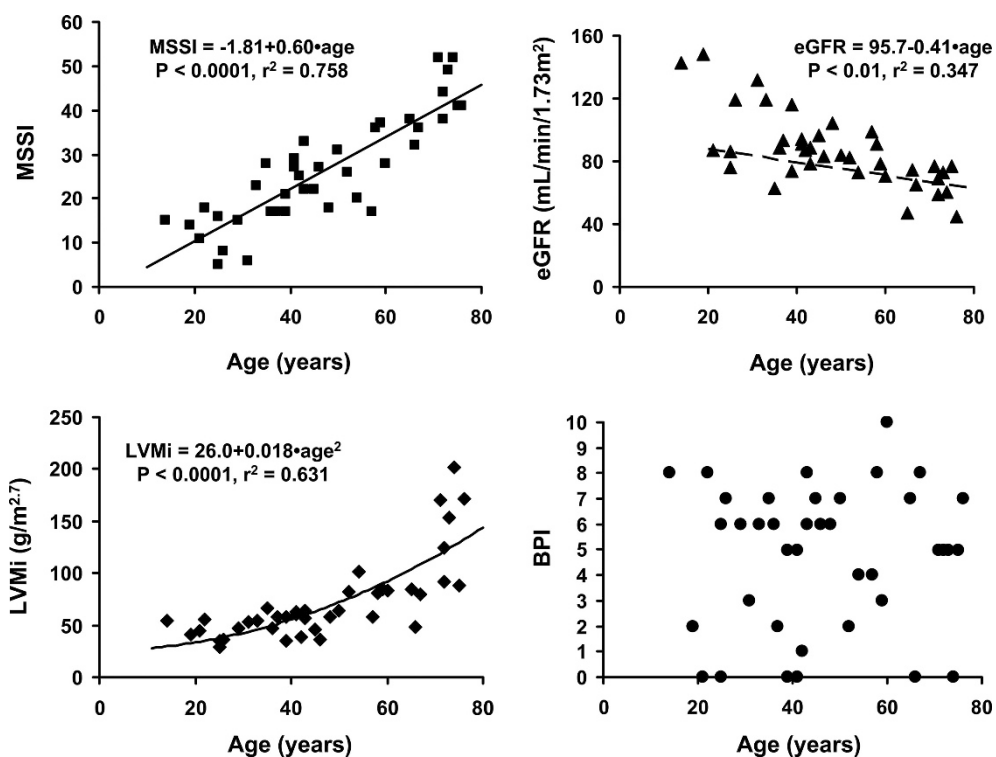 MSSI = -1.81+0.60•age
P < 0.0001, r² = 0.758
MSSI
60
50
40
30
20
10
0
0 20 40 60 80
Age (years)
eGFR = 95.7-0.41•age
P < 0.01, r² = 0.347
eGFR (mL/min/1.73m²)
160
120
80
40
0
0 20 40 60 80
Age (years)
LVMi = 26.0+0.018•age²
P < 0.0001, r² = 0.631
LVMi (g/m²·⁷)
250
200
150
100
50
0
0 20 40 60 80
Age (years)
BPI
10
9
8
7
6
5
4
3
2
1
0
0 20 40 60 80
Age (years)